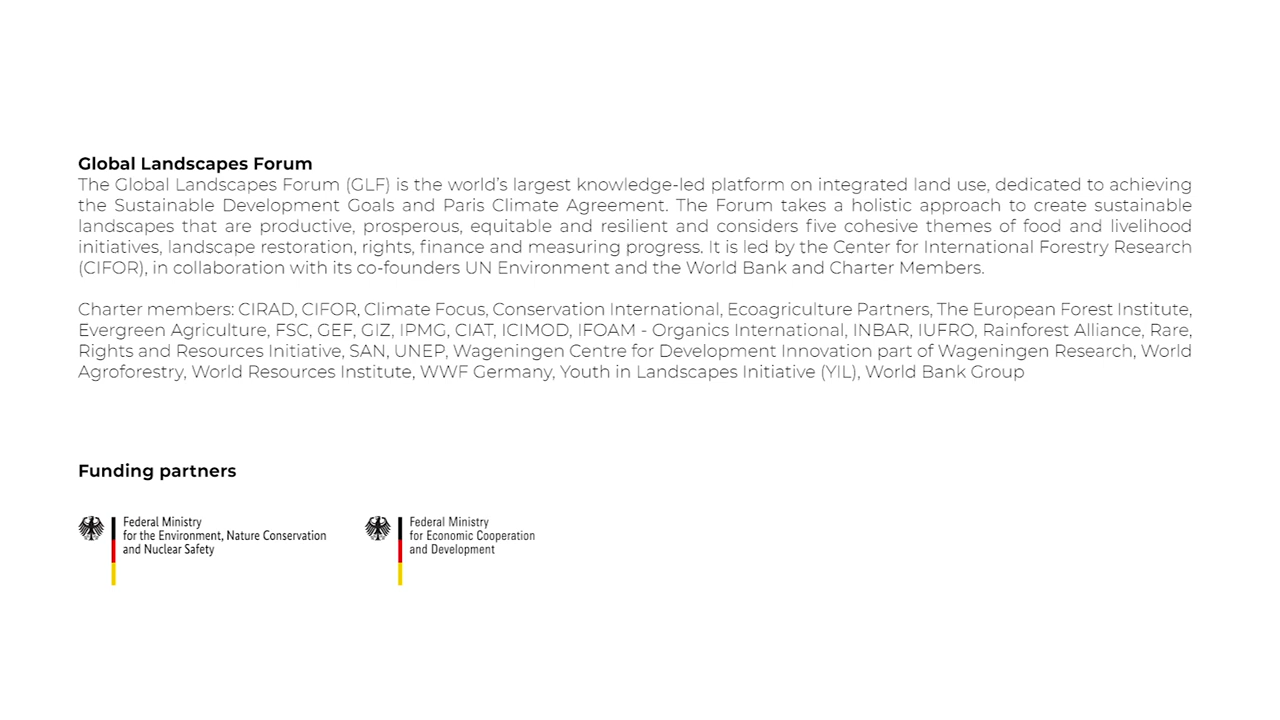 Global Landscapes Forum
The Global Landscapes Forum (GLF) is the world’s largest knowledge-led platform on integrated land use, dedicated to achieving
the Sustainable Development Goals and Paris Climate Agreement. The Forum takes a holistic approach to create sustainable
landscapes that are productive, prosperous, equitable and resilient and considers five cohesive themes of food and livelihood
initiatives, landscape restoration, rights, finance and measuring progress. It is led by the Center for International Forestry Research
(CIFOR), in collaboration with its co-founders UN Environment and the World Bank and Charter Members.
Charter members: CIRAD, CIFOR, Climate Focus, Conservation International, Ecoagriculture Partners, The European Forest Institute,
Evergreen Agriculture, FSC, GEF, GIZ, IPMG, CIAT, ICIMOD, IFOAM - Organics International, INBAR, IUFRO, Rainforest Alliance, Rare,
Rights and Resources Initiative, SAN, UNEP, Wageningen Centre for Development Innovation part of Wageningen Research, World
Agroforestry, World Resources Institute, WWF Germany, Youth in Landscapes Initiative (YIL), World Bank Group
Funding partners
Federal Ministry
for the Environment, Nature Conservation
and Nuclear Safety
Federal Ministry
for Economic Cooperation
and Development